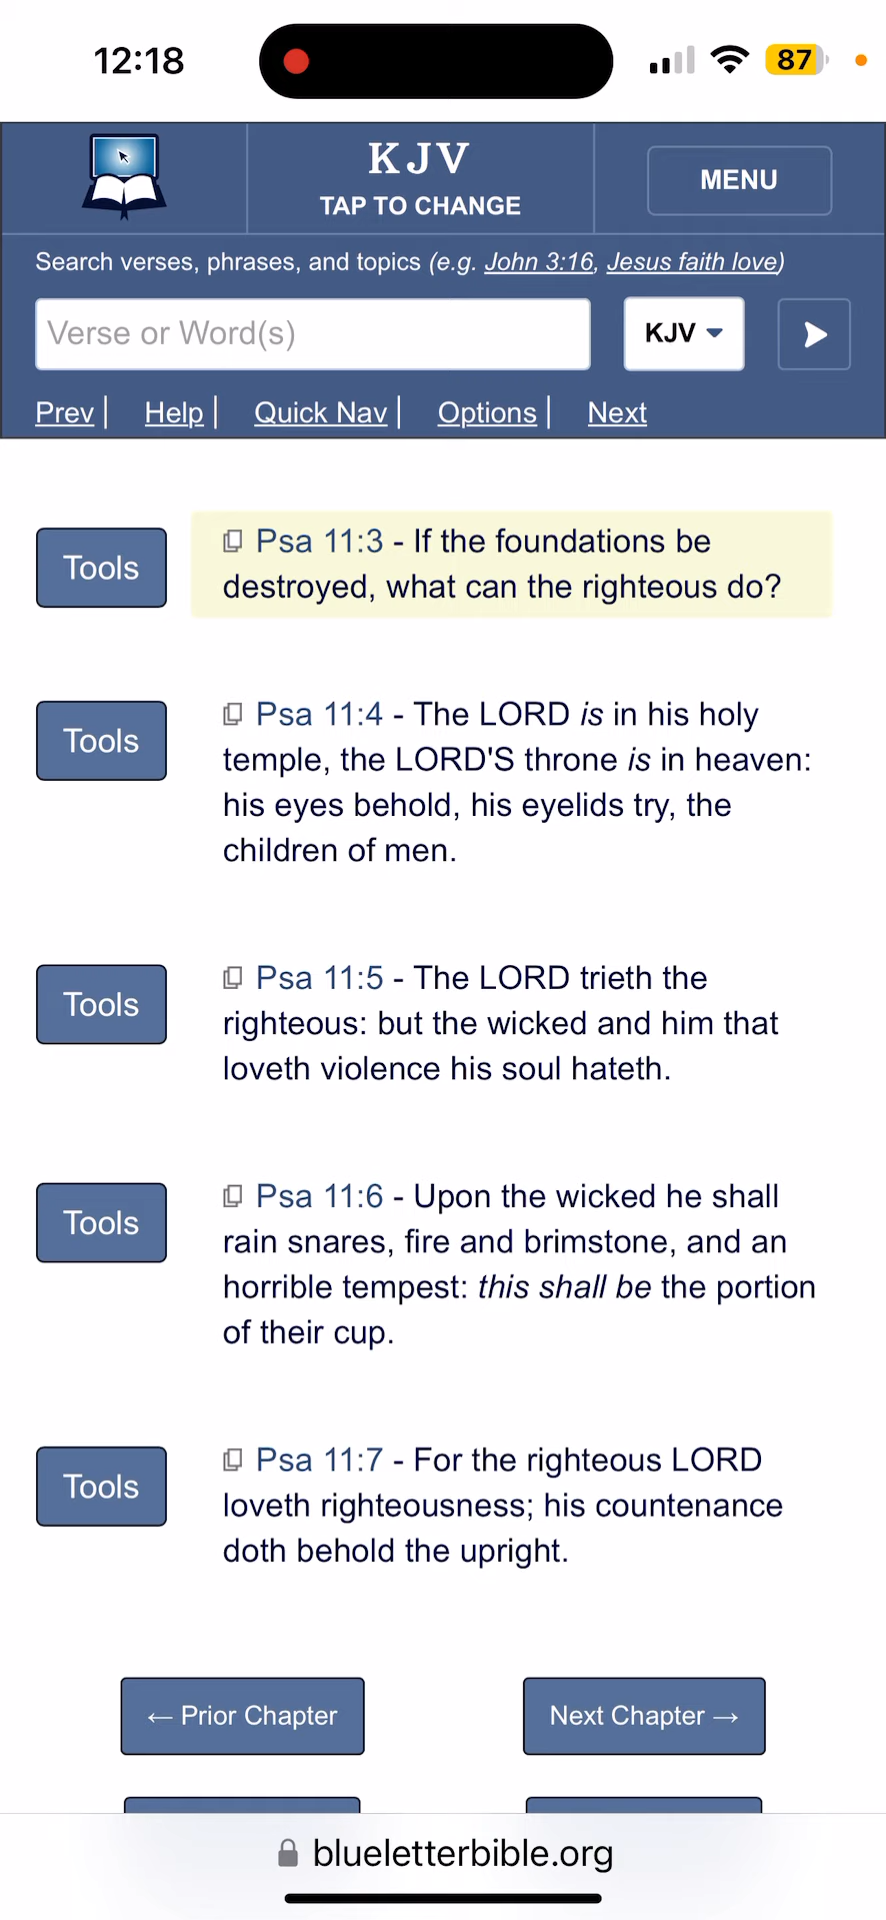 12:18
87
KJV
TAP TO CHANGE
MENU
Search verses, phrases, and topics (e.g. John 3:16, Jesus faith love)
Verse or Word(s)
KJV
Prev | Help | Quick Nav | Options | Next
Tools
Psa 11:3 - If the foundations be
destroyed, what can the righteous do?
Tools
Psa 11:4 - The LORD is in his holy
temple, the LORD'S throne is in heaven:
his eyes behold, his eyelids try, the
children of men.
Tools
Psa 11:5 - The LORD trieth the
righteous: but the wicked and him that
loveth violence his soul hateth.
Tools
Psa 11:6 - Upon the wicked he shall
rain snares, fire and brimstone, and an
horrible tempest: this shall be the portion
of their cup.
Tools
Psa 11:7 - For the righteous LORD
loveth righteousness; his countenance
doth behold the upright.
← Prior Chapter
Next Chapter →
blueletterbible.org